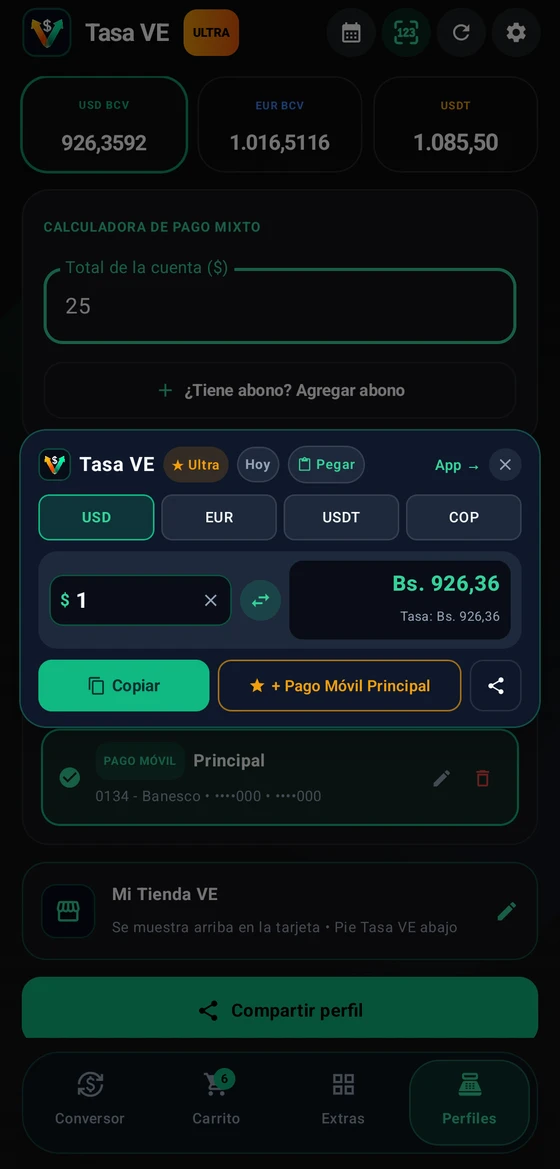 Tasa VE ULTRA 123
USD BCV EUR BCV USDT
926,3592 1.016,5116 1.085,50
CALCULADORA DE PAGO MIXTO
Total de la cuenta ($)
25
+ ¿Tiene abono? Agregar abono
Tasa VE ★ Ultra Hoy Pegar App →
USD EUR USDT COP
$ 1 Bs. 926,36
Tasa: Bs. 926,36
Copiar ★ + Pago Móvil Principal
PAGO MÓVIL Principal
0134 - Banesco • ••••000 • ••••000
Mi Tienda VE
Se muestra arriba en la tarjeta • Pie Tasa VE abajo
Compartir perfil
6
Conversor Carrito Extras Perfiles